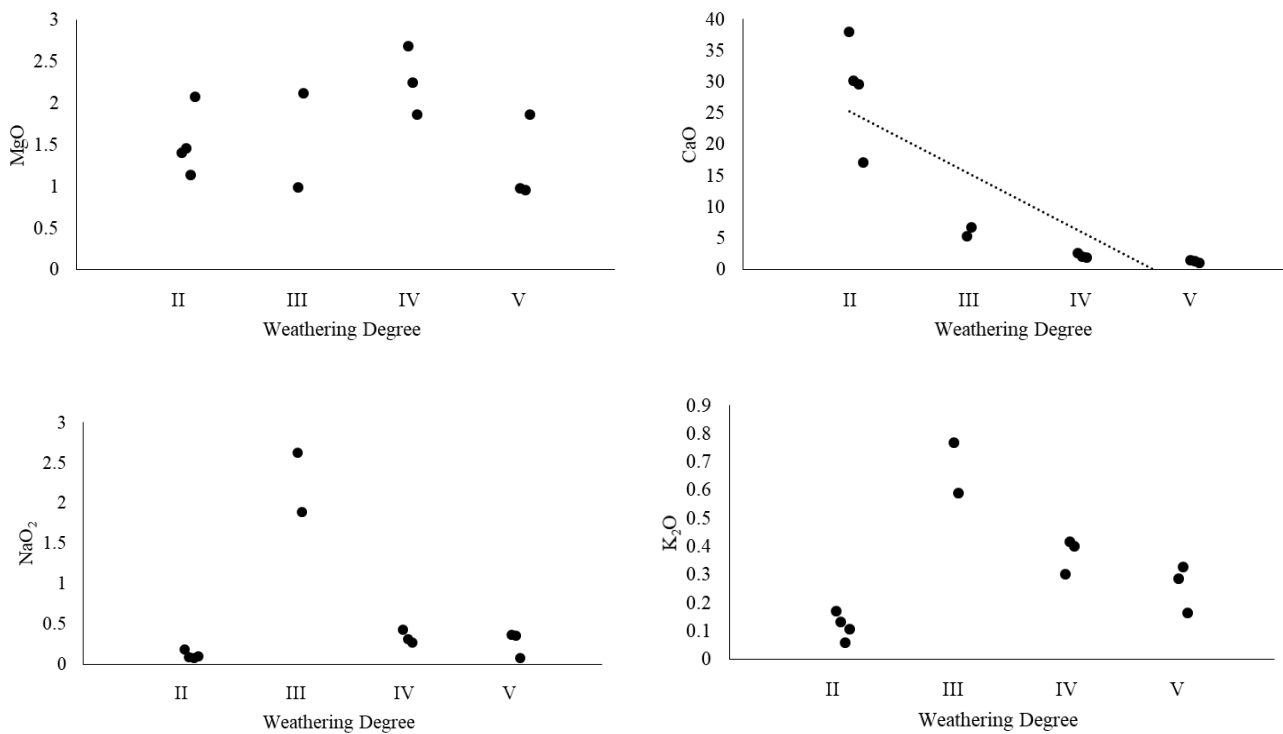 3
2.5
2
1.5
1
0.5
0
MgO
II III IV V
Weathering Degree
40
35
30
25
20
15
10
5
0
CaO
II III IV V
Weathering Degree
3
2.5
2
1.5
1
0.5
0
NaO₂
II III IV V
Weathering Degree
0.9
0.8
0.7
0.6
0.5
0.4
0.3
0.2
0.1
0
K₂O
II III IV V
Weathering Degree